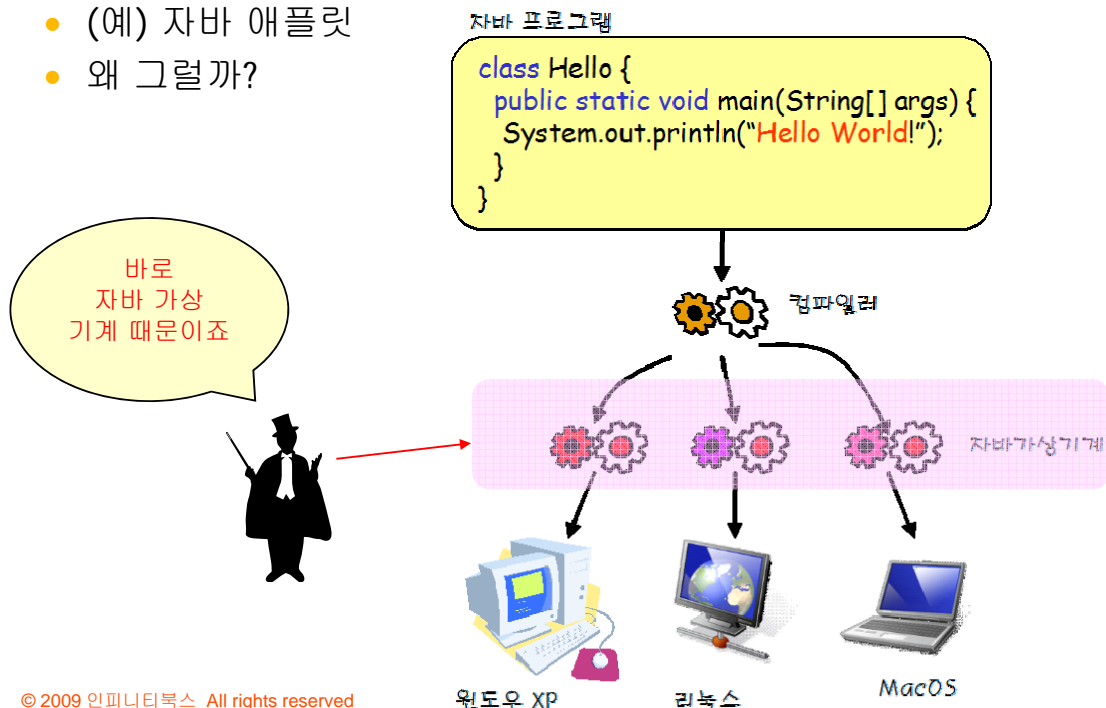 • (예) 자바 애플릿
• 왜 그럴까?
자바 프로그램
class Hello {
public static void main(String[] args) {
System.out.println(“Hello World!”);
}
}
바로
자바 가상
기계 때문이죠
컴파일러
자바가상기계
윈도우 XP
리눅스
MacOS
© 2009 인피니티북스 All rights reserved